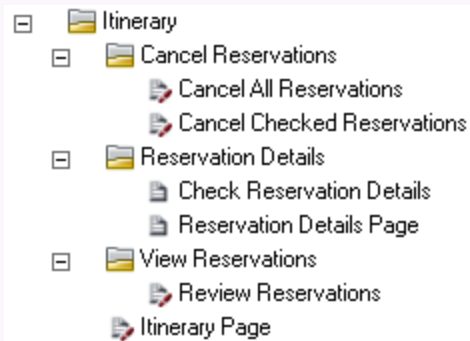 Itinerary
Cancel Reservations
Cancel All Reservations
Cancel Checked Reservations
Reservation Details
Check Reservation Details
Reservation Details Page
View Reservations
Review Reservations
Itinerary Page